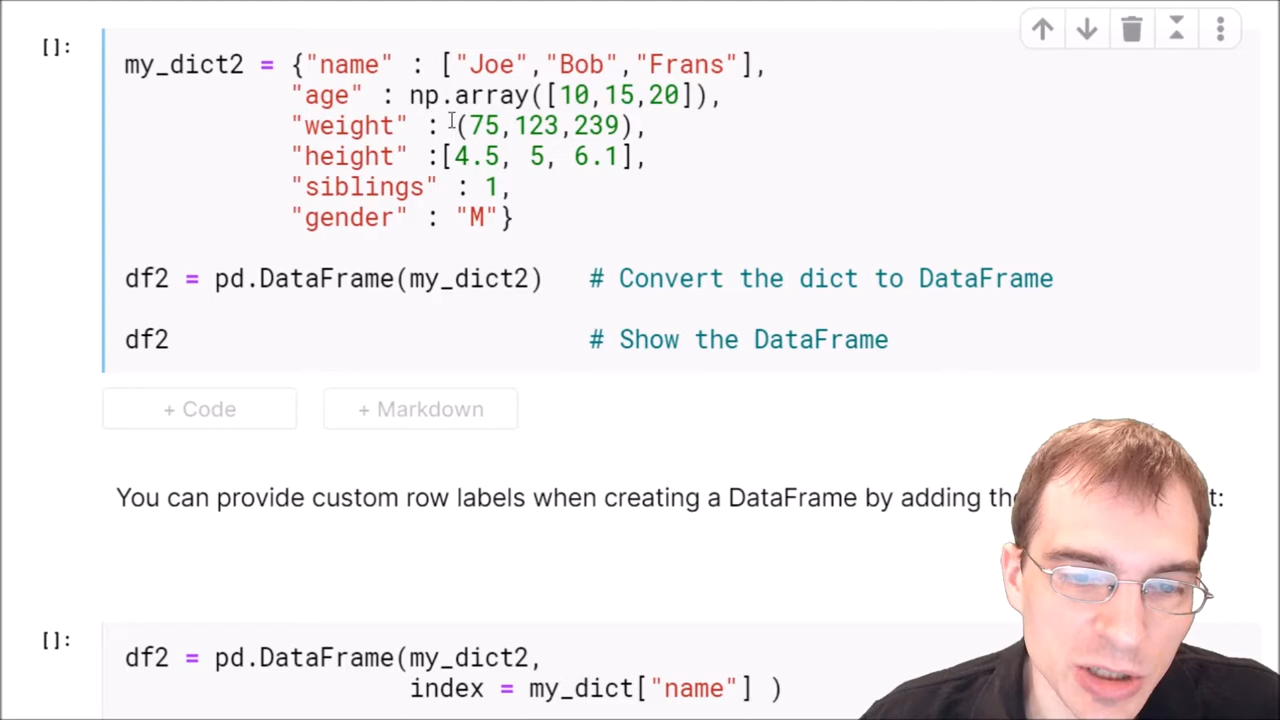 []:
my_dict2 = {"name" : ["Joe","Bob","Frans"],
"age" : np.array([10,15,20]),
"weight" : (75,123,239),
"height" :[4.5, 5, 6.1],
"siblings" : 1,
"gender" : "M"}
df2 = pd.DataFrame(my_dict2) # Convert the dict to DataFrame
df2 # Show the DataFrame
+ Code + Markdown
You can provide custom row labels when creating a DataFrame by adding t:
[]:
df2 = pd.DataFrame(my_dict2,
index = my_dict["name"] )